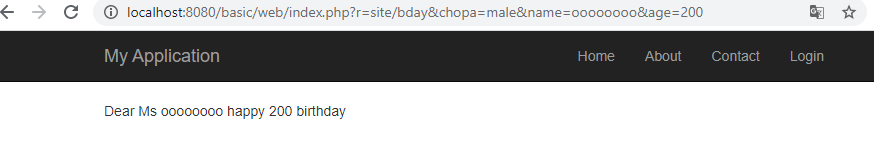 localhost:8080/basic/web/index.php?r=site/bday&chopa=male&name=oooooooo&age=200
My Application Home About Contact Login
Dear Ms oooooooo happy 200 birthday